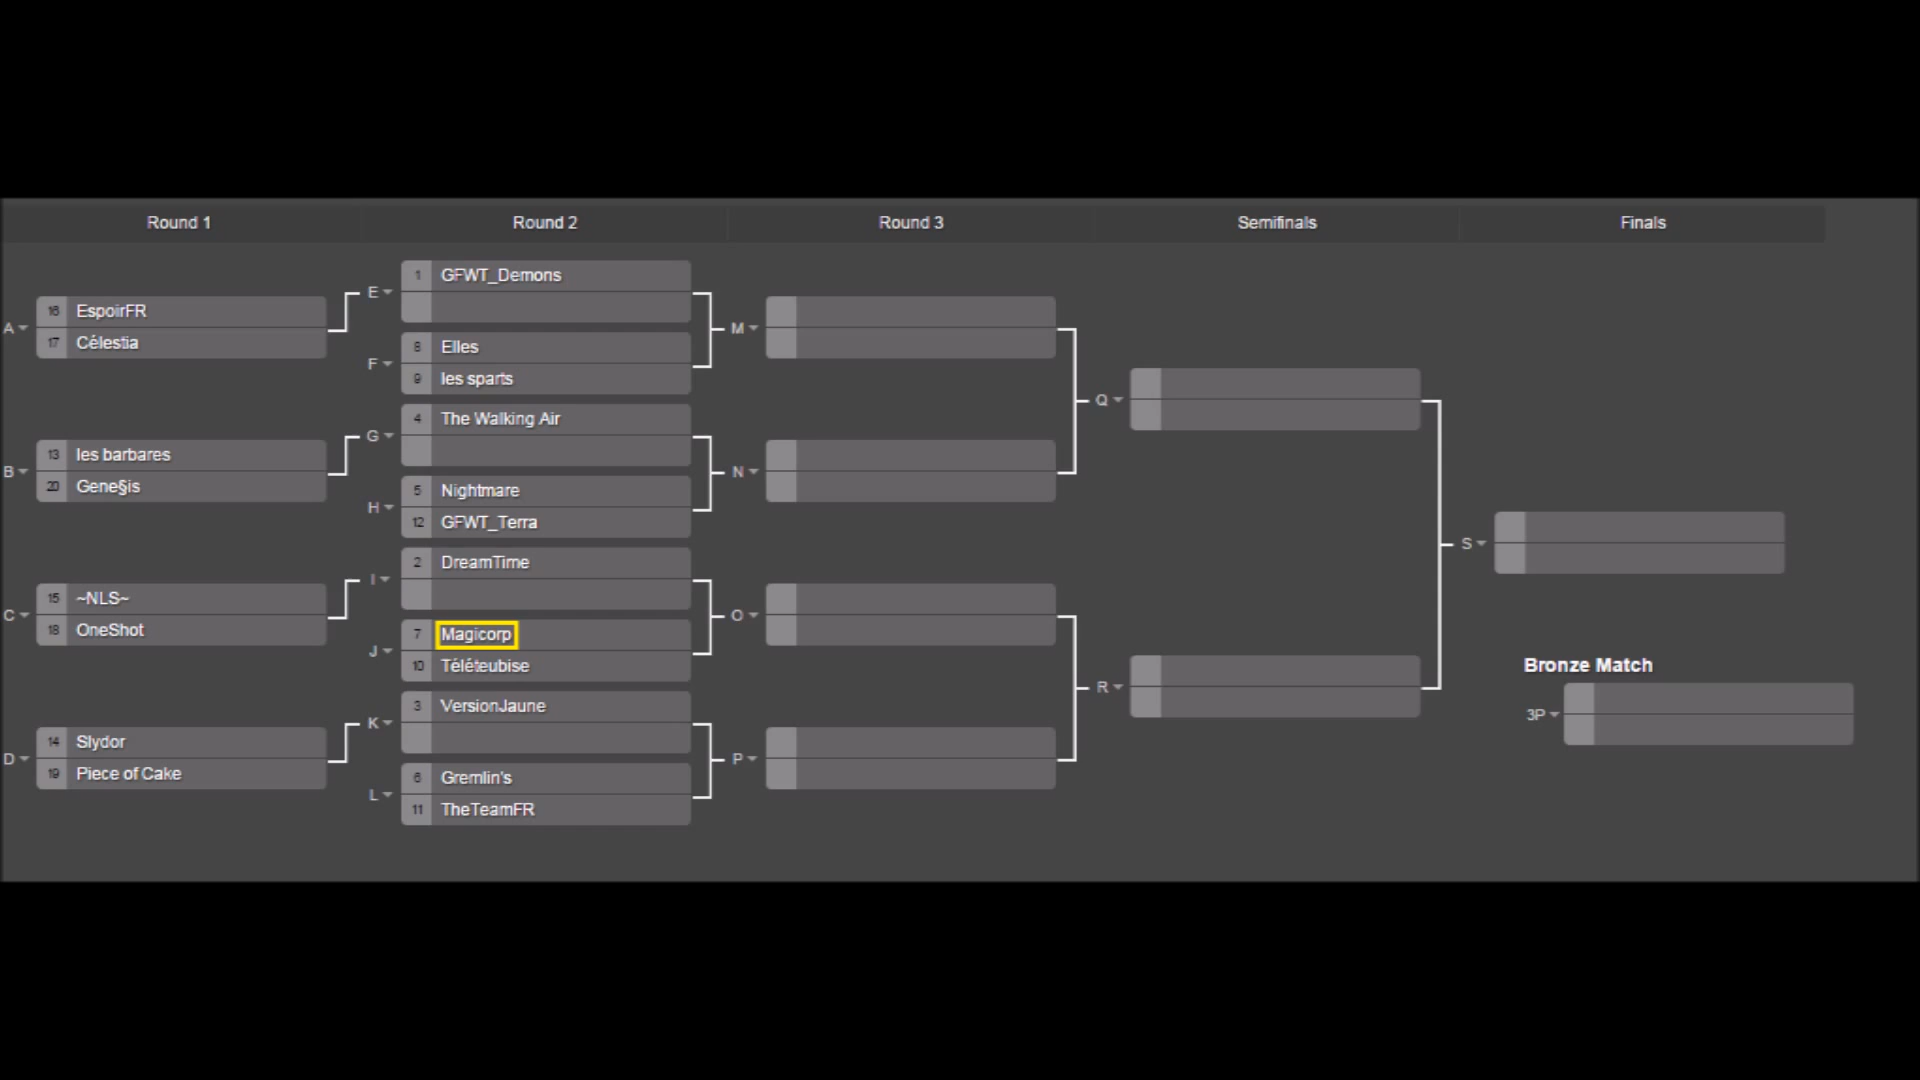 Round 1
Round 2
Round 3
Semifinals
Finals
A
16 EspoirFR
17 Célestia
B
13 les barbares
20 Gene§is
C
15 ~NLS~
18 OneShot
D
14 Slydor
19 Piece of Cake
E
1 GFWT_Demons
F
8 Elles
9 les sparts
G
4 The Walking Air
H
5 Nightmare
12 GFWT_Terra
I
2 DreamTime
J
7 Magicorp
10 Téléteubise
K
3 VersionJaune
L
6 Gremlin's
11 TheTeamFR
M
N
O
P
Q
R
S
Bronze Match
3P